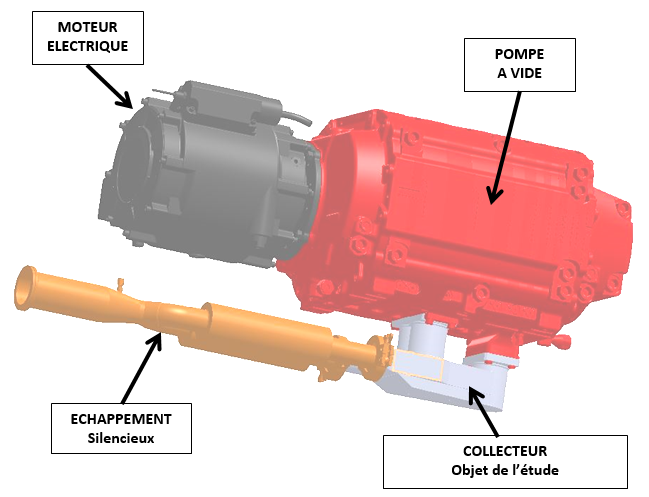 MOTEUR
ELECTRIQUE
POMPE
A VIDE
ECHAPPEMENT
Silencieux
COLLECTEUR
Objet de l'étude